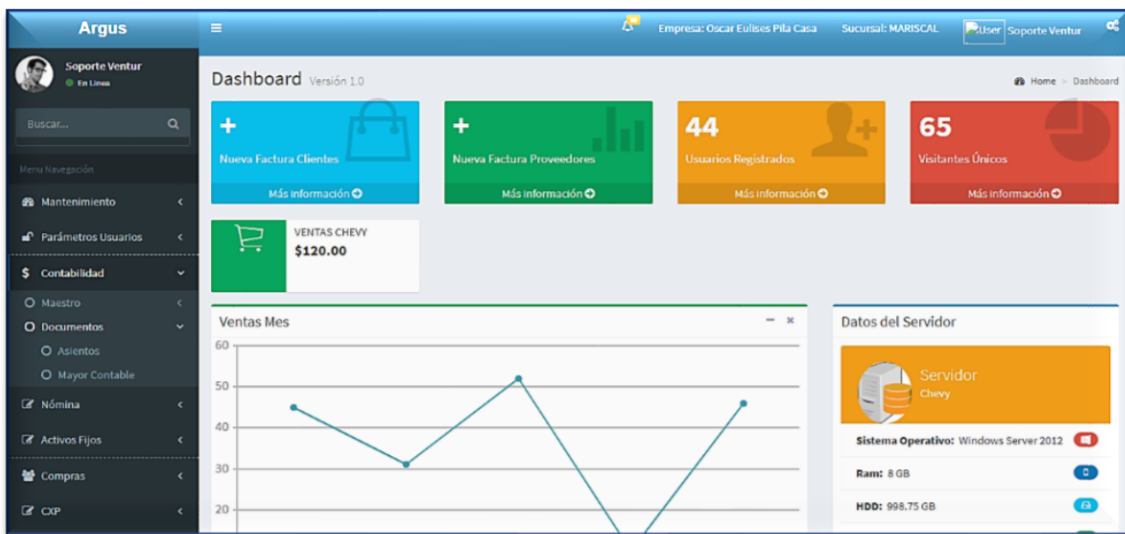 Argus
Empresa: Oscar Eulises Pila Casa
Sucursal: MARISCAL
User
Soporte Ventur
Soporte Ventur
En Linea
Buscar...
Menu Navegación
Mantenimiento
Parámetros Usuarios
$ Contabilidad
Maestro
Documentos
Asientos
Mayor Contable
Nómina
Activos Fijos
Compras
CXP
Dashboard Versión 1.0
Home > Dashboard
+
Nueva Factura Clientes
Más información
+
Nueva Factura Proveedores
Más información
44
Usuarios Registrados
Más información
65
Visitantes Únicos
Más información
VENTAS CHEVY
$120.00
Ventas Mes
60
50
40
30
20
Datos del Servidor
Servidor
Chevy
Sistema Operativo: Windows Server 2012
Ram: 8 GB
HDD: 998.75 GB